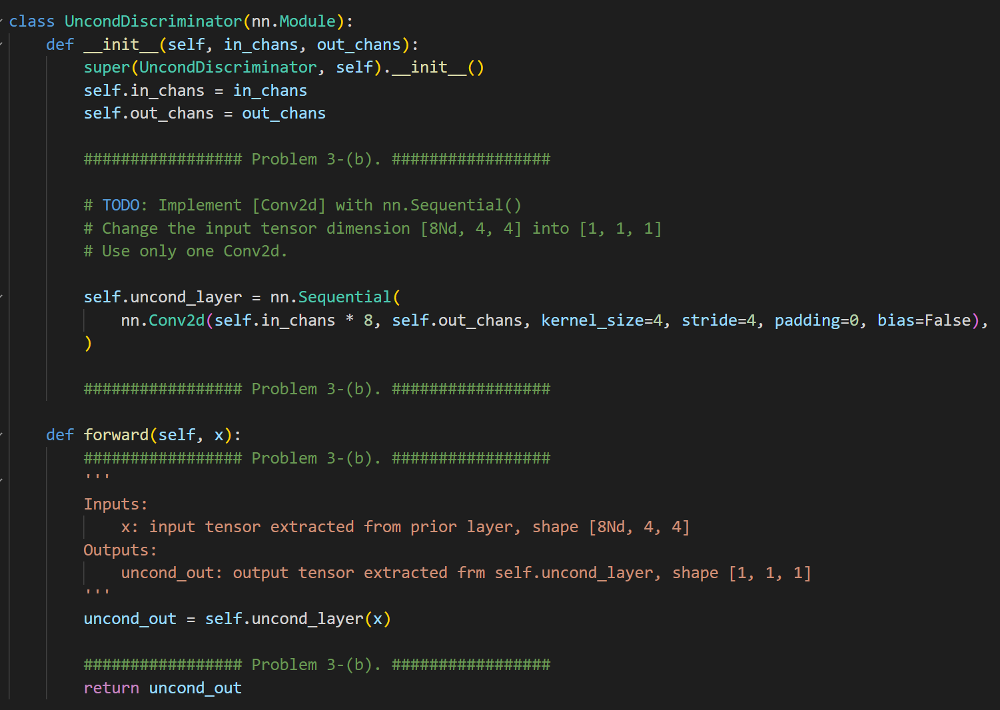 class UncondDiscriminator(nn.Module):
    def __init__(self, in_chans, out_chans):
        super(UncondDiscriminator, self).__init__()
        self.in_chans = in_chans
        self.out_chans = out_chans
        ################# Problem 3-(b). #################
        # TODO: Implement [Conv2d] with nn.Sequential()
        # Change the input tensor dimension [8Nd, 4, 4] into [1, 1, 1]
        # Use only one Conv2d.
        self.uncond_layer = nn.Sequential(
            nn.Conv2d(self.in_chans * 8, self.out_chans, kernel_size=4, stride=4, padding=0, bias=False),
        )
        ################# Problem 3-(b). #################
    def forward(self, x):
        ################# Problem 3-(b). #################
        '''
        Inputs:
            x: input tensor extracted from prior layer, shape [8Nd, 4, 4]
        Outputs:
            uncond_out: output tensor extracted frm self.uncond_layer, shape [1, 1, 1]
        '''
        uncond_out = self.uncond_layer(x)
        ################# Problem 3-(b). #################
        return uncond_out